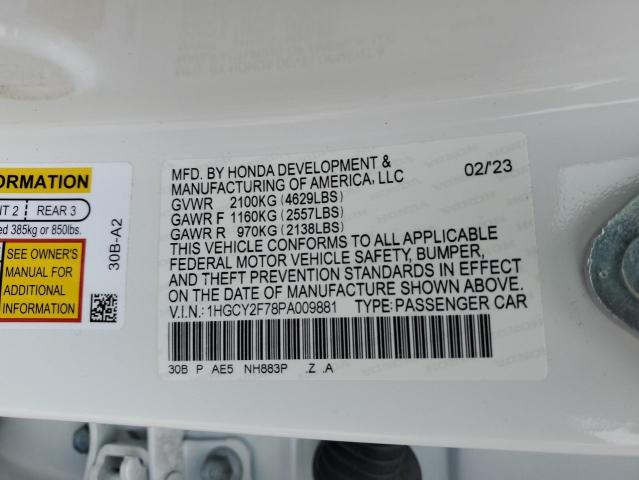 ORMATION
NT 2 REAR 3
ed 385kg or 850lbs.
SEE OWNER'S
MANUAL FOR
ADDITIONAL
INFORMATION
30B-A2
MFD. BY HONDA DEVELOPMENT & 02/23
MANUFACTURING OF AMERICA, LLC
GVWR 2100KG (4629LBS)
GAWR F 1160KG (2557LBS)
GAWR R 970KG (2138LBS)
THIS VEHICLE CONFORMS TO ALL APPLICABLE
FEDERAL MOTOR VEHICLE SAFETY, BUMPER,
AND THEFT PREVENTION STANDARDS IN EFFECT
ON THE DATE OF MANUFACTURE SHOWN ABOVE.
V.I.N.: 1HGCY2F78PA009881 TYPE: PASSENGER CAR
30B P AE5 NH883P .Z .A